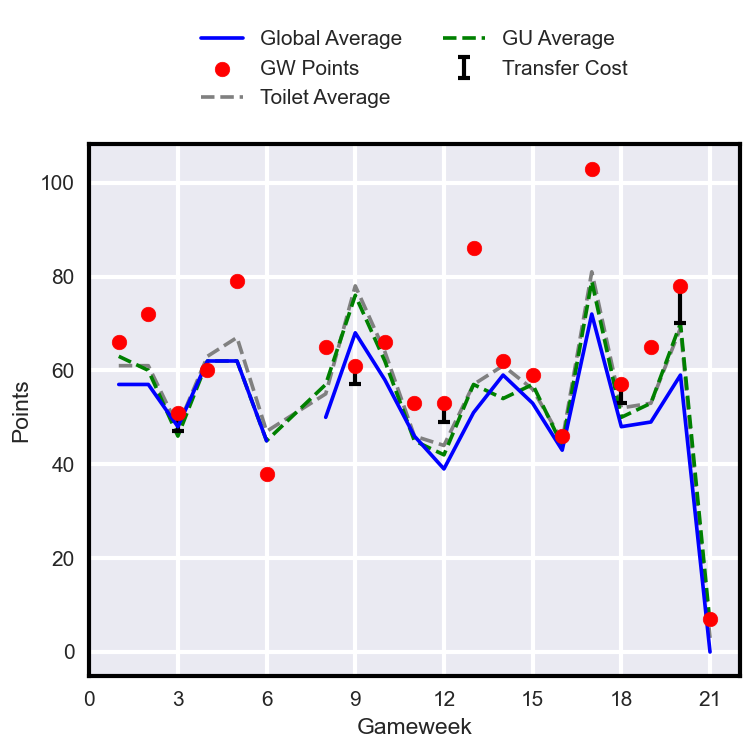 Global Average
GW Points
Toilet Average
GU Average
Transfer Cost
Points
100
80
60
40
20
0
0 3 6 9 12 15 18 21
Gameweek